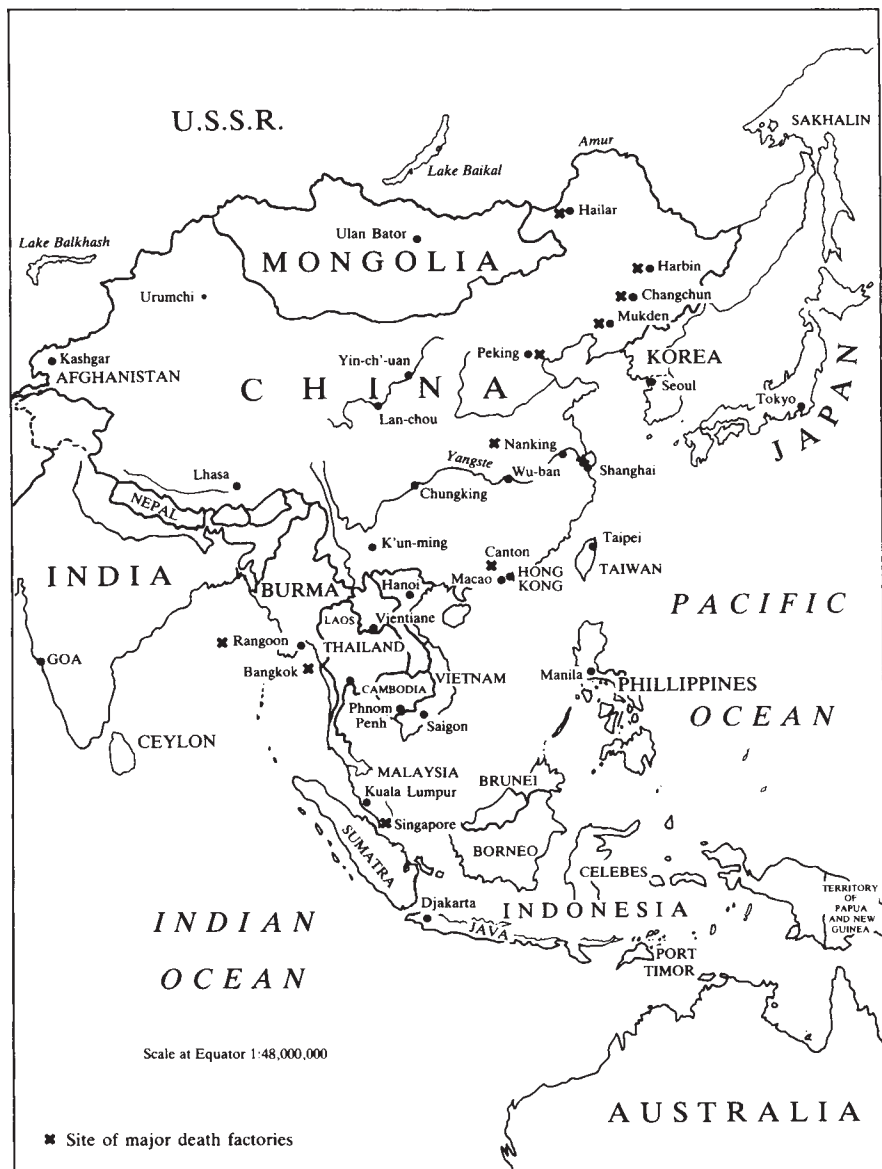 U.S.S.R.
SAKHALIN
Amur
Lake Baikal
Hailar
Lake Balkhash
Ulan Bator
MONGOLIA
Harbin
Urumchi
Changchun
Mukden
Kashgar
AFGHANISTAN
Yin-ch'-uan
Peking
KOREA
CHINA
Seoul
Tokyo
JAPAN
Lan-chou
Nanking
Yangste
Wu-ban
Shanghai
Lhasa
Chungking
NEPAL
K'un-ming
Taipei
TAIWAN
Canton
HONG
KONG
Macao
INDIA
BURMA
Hanoi
PACIFIC
LAOS
Vientiane
Rangoon
THAILAND
GOA
Bangkok
CAMBODIA
VIETNAM
Manila
PHILLIPPINES
Phnom
Penh
Saigon
OCEAN
CEYLON
MALAYSIA
Kuala Lumpur
BRUNEI
Singapore
SUMATRA
BORNEO
CELEBES
TERRITORY
OF
PAPUA
AND NEW
GUINEA
Djakarta
INDONESIA
JAVA
INDIAN
OCEAN
PORT
TIMOR
Scale at Equator 1:48,000,000
AUSTRALIA
✖ Site of major death factories